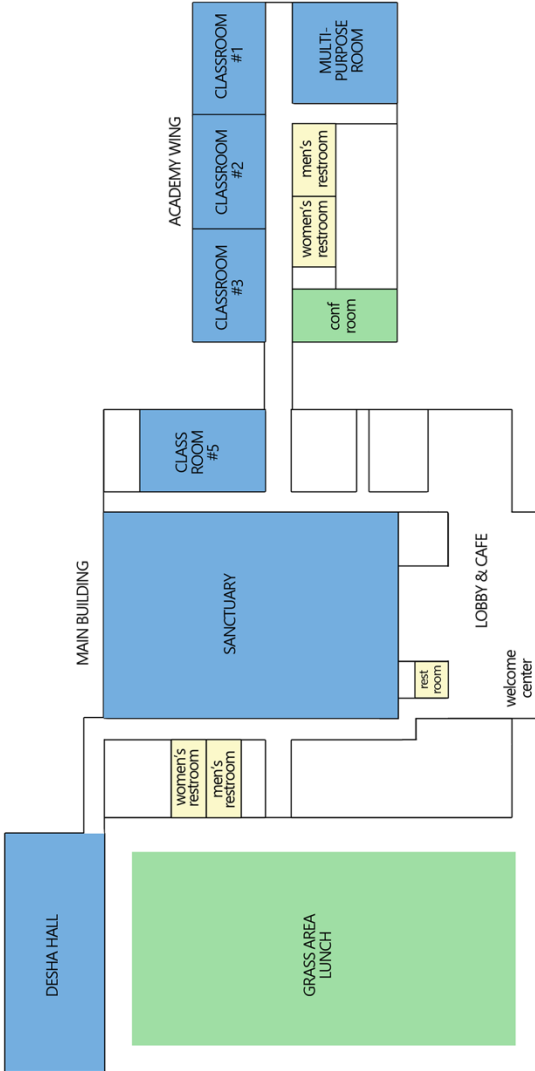 ACADEMY WING
CLASSROOM
#1
CLASSROOM
#2
CLASSROOM
#3
MULTI-
PURPOSE
ROOM
men's
restroom
women's
restroom
conf
room
MAIN BUILDING
CLASS
ROOM
#5
SANCTUARY
LOBBY & CAFE
rest
room
welcome
center
women's
restroom
men's
restroom
DESHA HALL
GRASS AREA
LUNCH